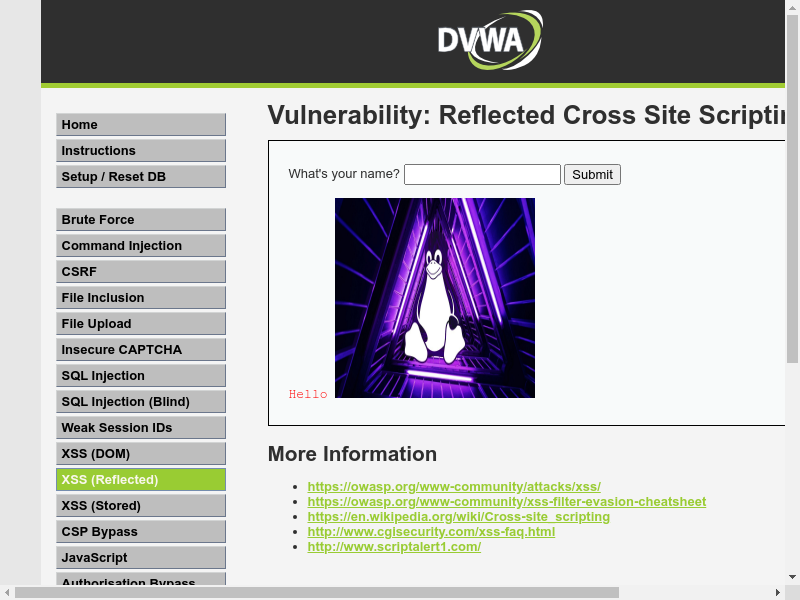 DVWA
Vulnerability: Reflected Cross Site Scriptin
Home
Instructions
Setup / Reset DB
Brute Force
Command Injection
CSRF
File Inclusion
File Upload
Insecure CAPTCHA
SQL Injection
SQL Injection (Blind)
Weak Session IDs
XSS (DOM)
XSS (Reflected)
XSS (Stored)
CSP Bypass
JavaScript
Authorisation Bypass
What's your name? Submit
Hello
More Information
https://owasp.org/www-community/attacks/xss/
https://owasp.org/www-community/xss-filter-evasion-cheatsheet
https://en.wikipedia.org/wiki/Cross-site_scripting
http://www.cgisecurity.com/xss-faq.html
http://www.scriptalert1.com/